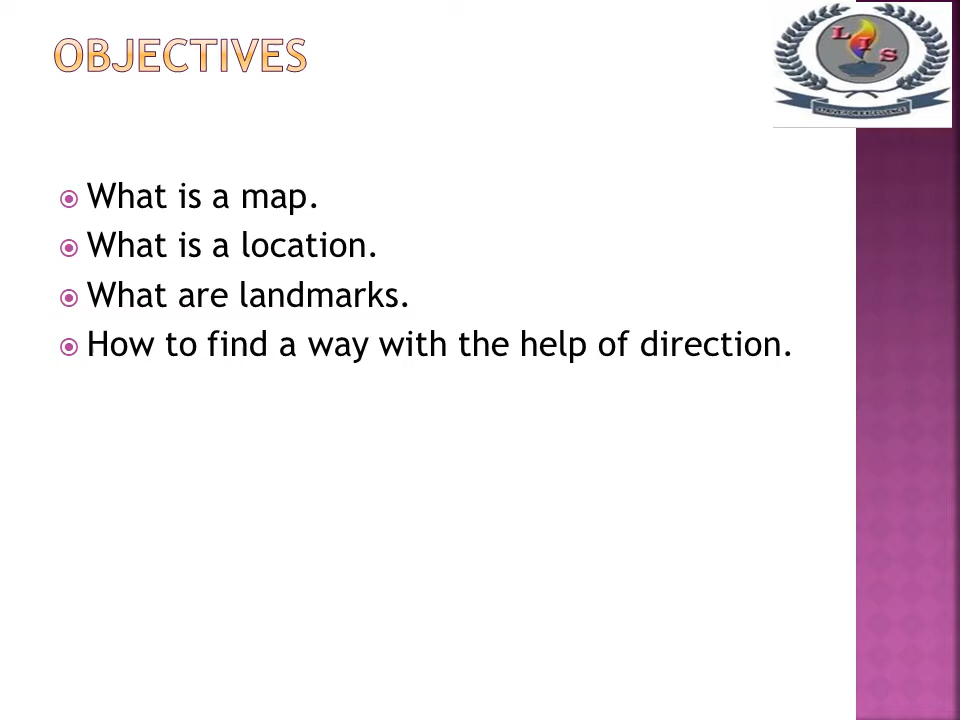 OBJECTIVES
L I S
What is a map.
What is a location.
What are landmarks.
How to find a way with the help of direction.